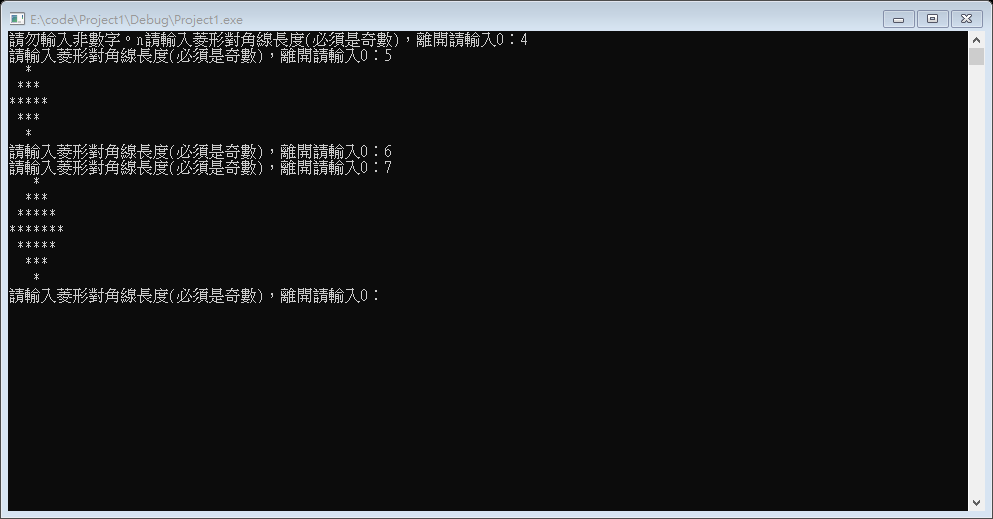 E:\code\Project1\Debug\Project1.exe
請勿輸入非數字。n請輸入菱形對角線長度(必須是奇數)，離開請輸入0：4
請輸入菱形對角線長度(必須是奇數)，離開請輸入0：5
  *
 ***
*****
 ***
  *
請輸入菱形對角線長度(必須是奇數)，離開請輸入0：6
請輸入菱形對角線長度(必須是奇數)，離開請輸入0：7
   *
  ***
 *****
*******
 *****
  ***
   *
請輸入菱形對角線長度(必須是奇數)，離開請輸入0：